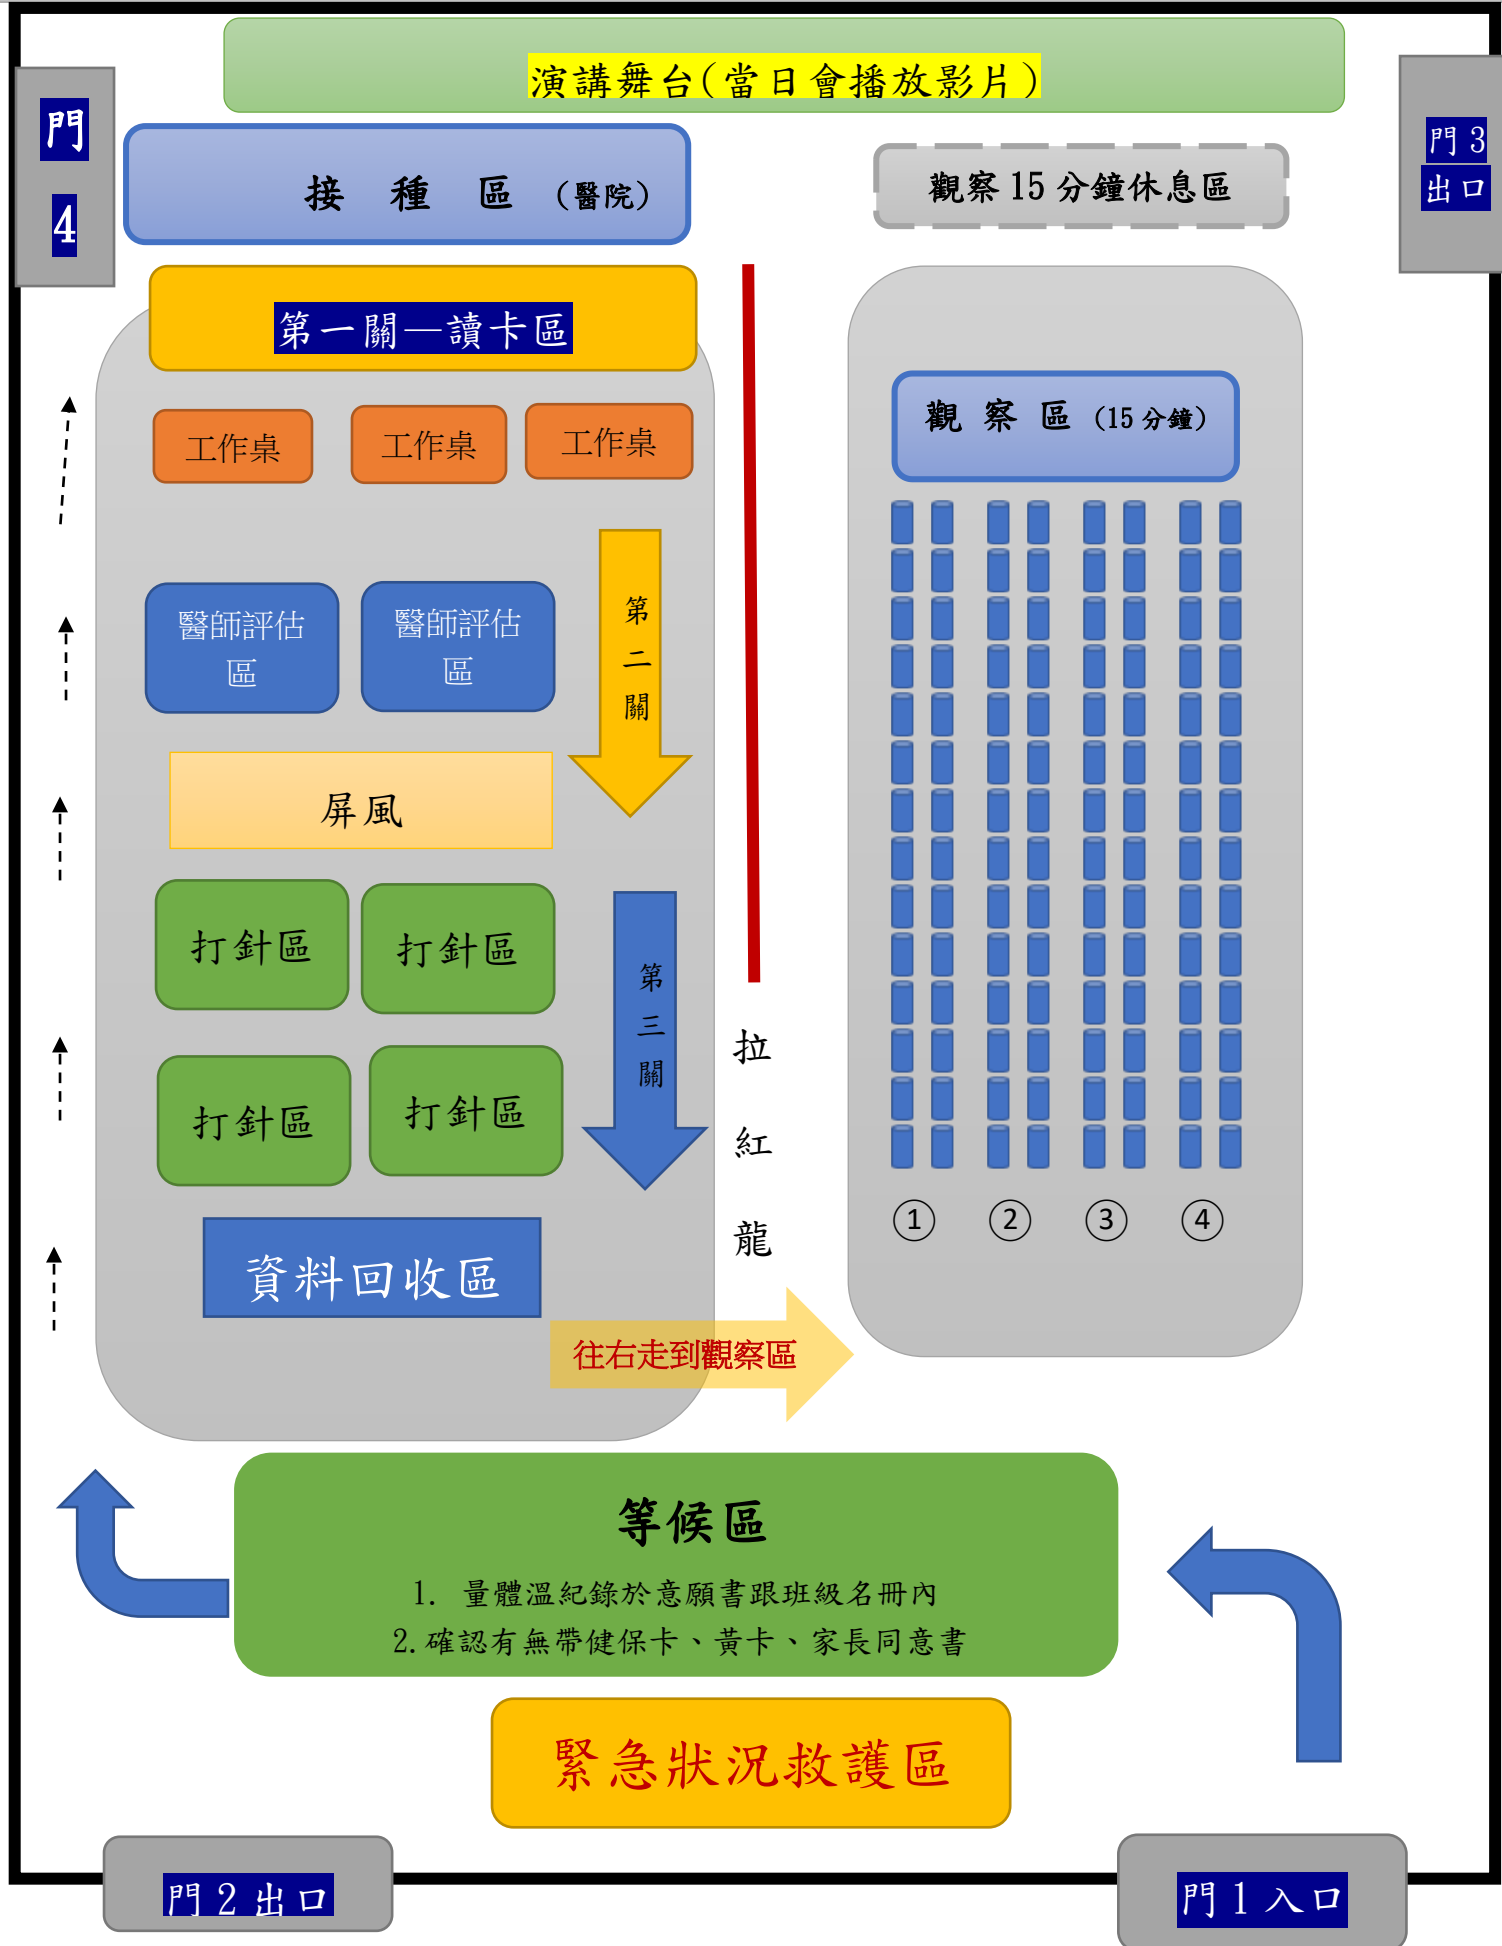 演講舞台(當日會播放影片)
門
4
門3
出口
接 種 區 (醫院)
觀察15分鐘休息區
第一關—讀卡區
工作桌
工作桌
工作桌
觀 察 區 (15分鐘)
醫師評估
區
醫師評估
區
第
二
關
屏風
打針區
打針區
打針區
打針區
第
三
關
拉
紅
龍
①
②
③
④
資料回收區
往右走到觀察區
等候區
1. 量體溫紀錄於意願書跟班級名冊內
2.確認有無帶健保卡、黃卡、家長同意書
緊急狀況救護區
門2出口
門1入口